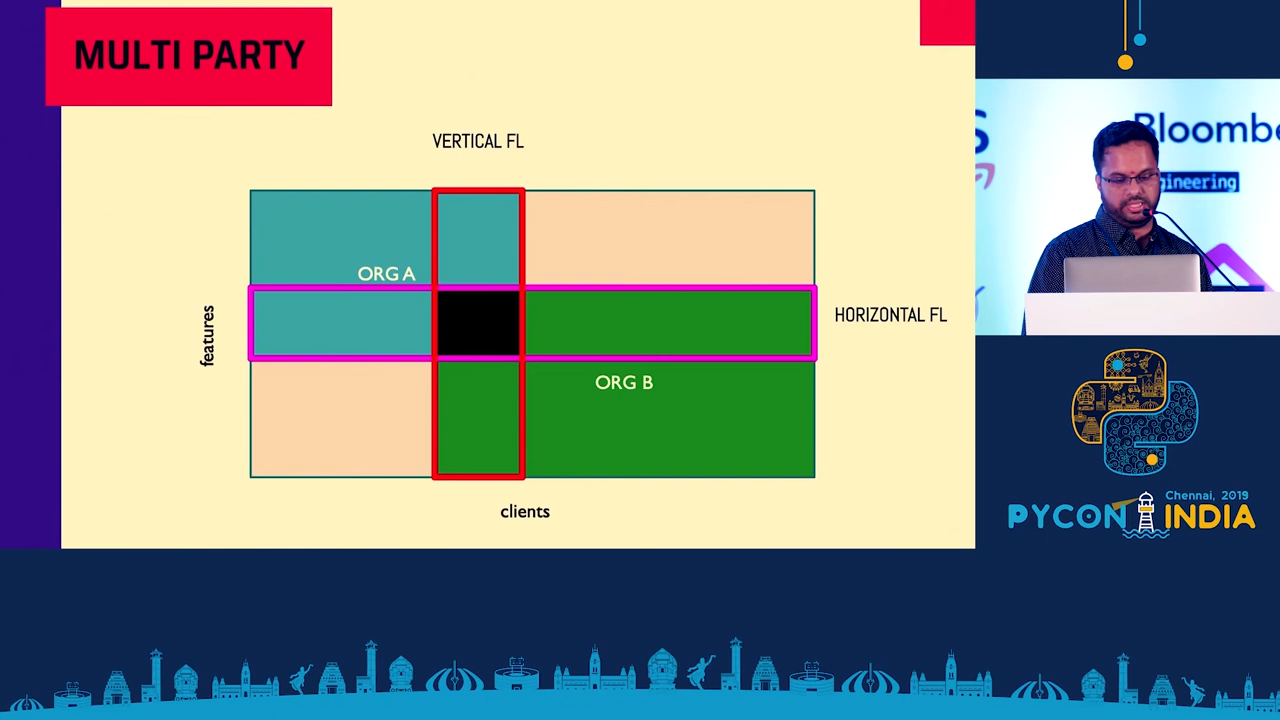 MULTI PARTY
VERTICAL FL
ORG A
features
HORIZONTAL FL
ORG B
clients
Bloombe
gineering
Chennai, 2019
PYCON INDIA